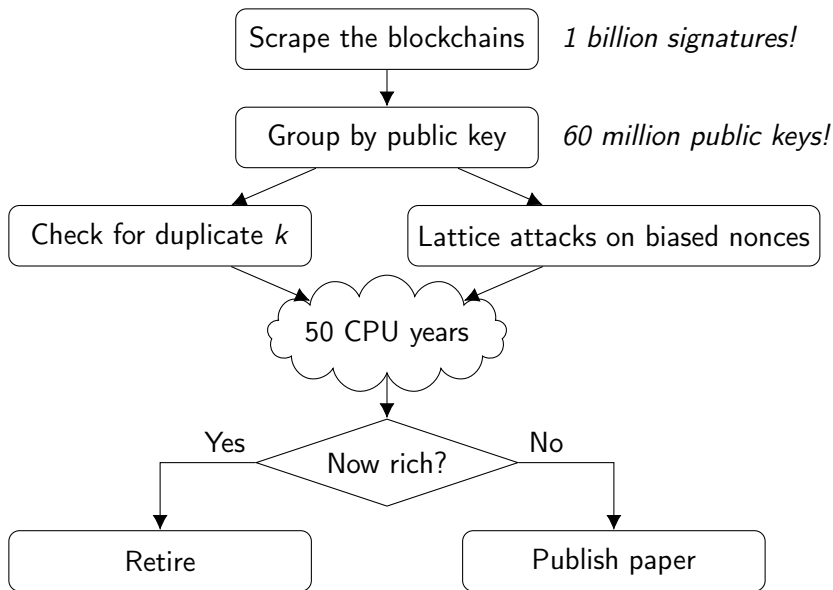 Scrape the blockchains
1 billion signatures!
Group by public key
60 million public keys!
Check for duplicate k
Lattice attacks on biased nonces
50 CPU years
Yes
Now rich?
No
Retire
Publish paper